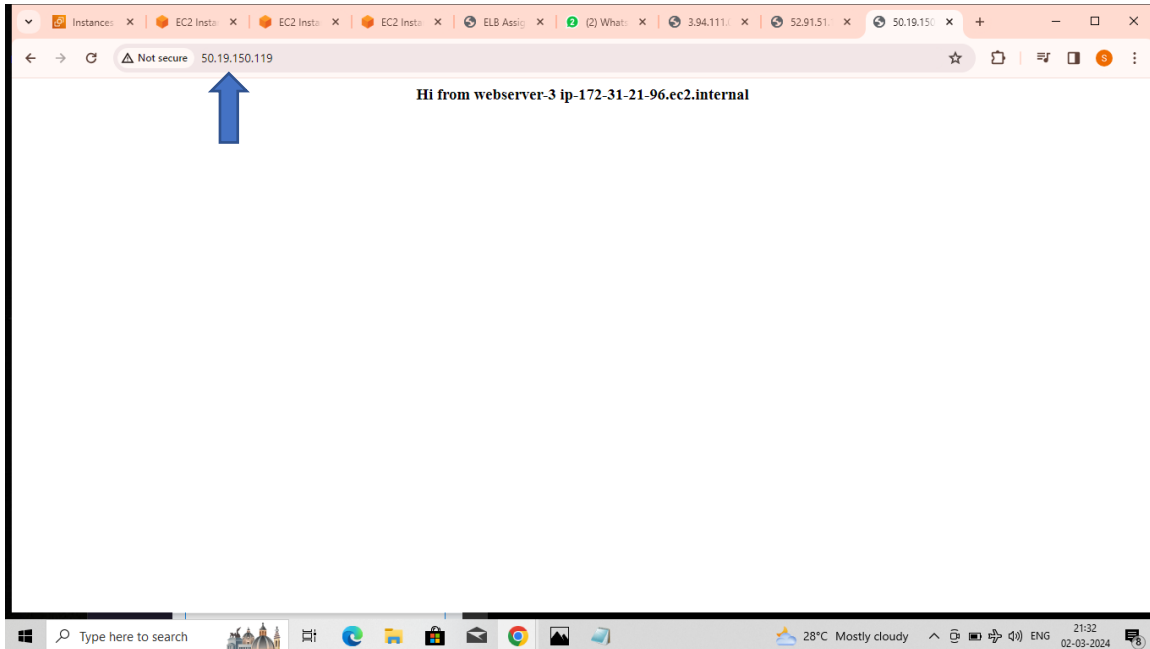 Instances
EC2 Insta
EC2 Insta
EC2 Insta
ELB Assig
2 (2) Whats
3.94.111.
52.91.51.
50.19.150
Not secure 50.19.150.119
S
Hi from webserver-3 ip-172-31-21-96.ec2.internal
Type here to search
28°C Mostly cloudy
ENG
21:32
02-03-2024
8